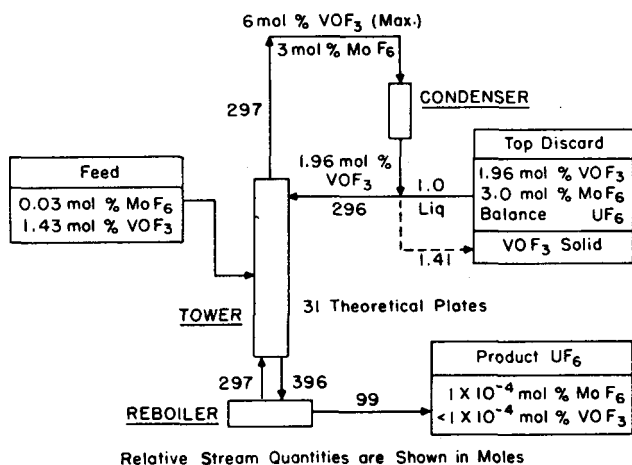 6 mol % VOF3 (Max.)
3 mol % MoF6
CONDENSER
297
Top Discard
1.96 mol % VOF3
3.0 mol % MoF6
Balance UF6
VOF3 Solid
Feed
0.03 mol % MoF6
1.43 mol % VOF3
1.96 mol %
VOF3
1.0
296
Liq
1.41
TOWER
31 Theoretical Plates
297
396
REBOILER
99
Product UF6
1 X 10^-4 mol % MoF6
<1 X 10^-4 mol % VOF3
Relative Stream Quantities are Shown in Moles